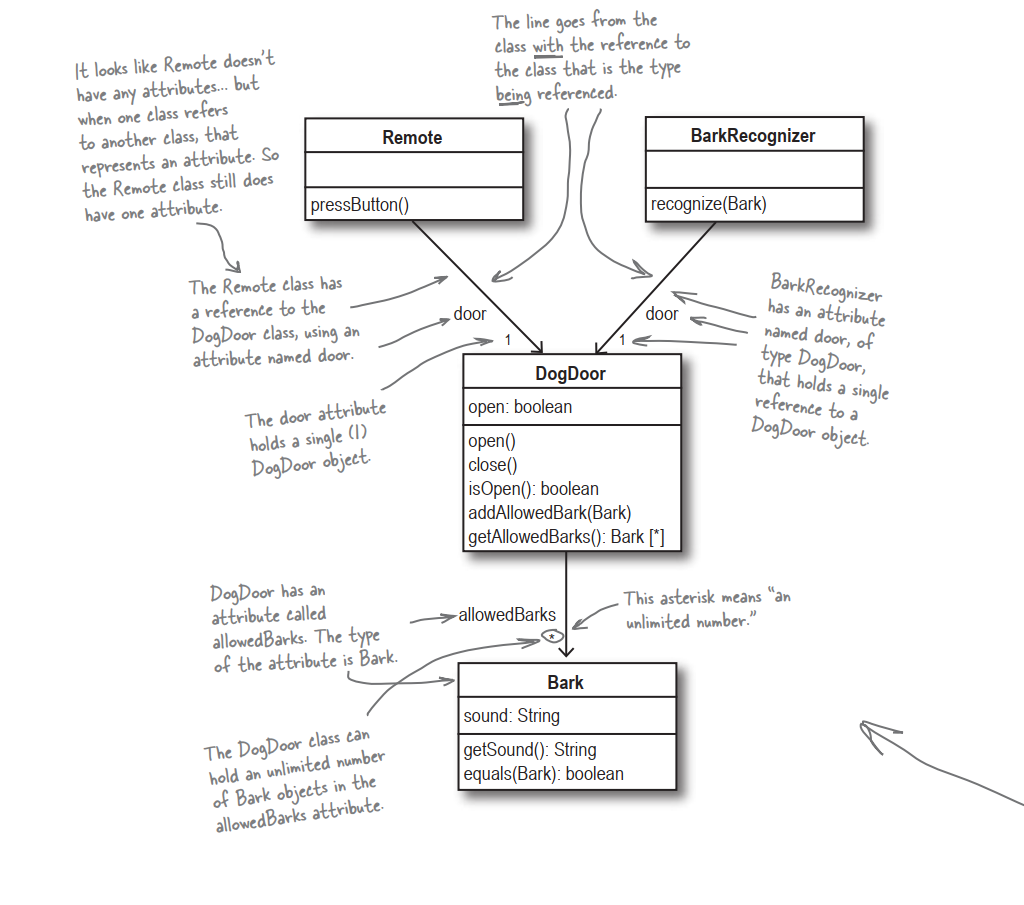 The line goes from the
class with the reference to
the class that is the type
being referenced.
It looks like Remote doesn't
have any attributes... but
when one class refers
to another class, that
represents an attribute. So
the Remote class still does
have one attribute.
Remote
pressButton()
BarkRecognizer
recognize(Bark)
The Remote class has
a reference to the
DogDoor class, using an
attribute named door.
door
1
door
1
BarkRecognizer
has an attribute
named door, of
type DogDoor,
that holds a single
reference to a
DogDoor object.
The door attribute
holds a single (1)
DogDoor object.
DogDoor
open: boolean
open()
close()
isOpen(): boolean
addAllowedBark(Bark)
getAllowedBarks(): Bark [*]
DogDoor has an
attribute called
allowedBarks. The type
of the attribute is Bark.
allowedBarks
*
This asterisk means "an
unlimited number."
Bark
sound: String
getSound(): String
equals(Bark): boolean
The DogDoor class can
hold an unlimited number
of Bark objects in the
allowedBarks attribute.